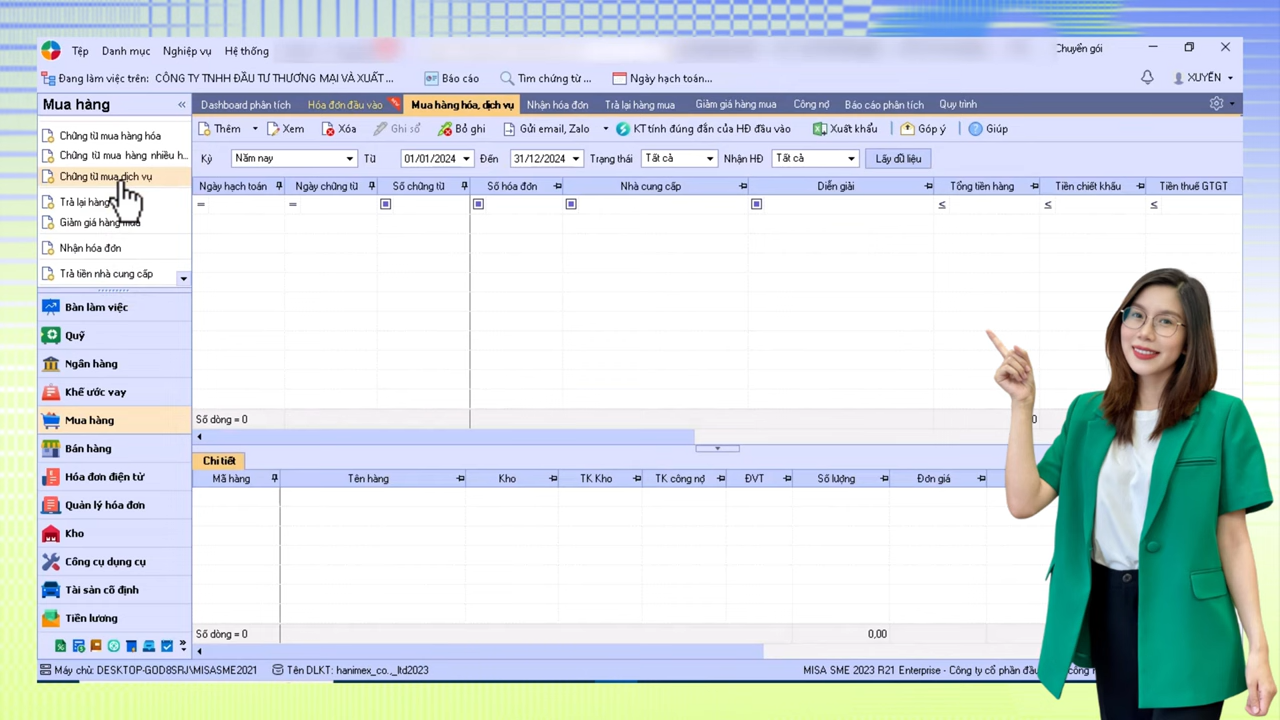 Tệp Danh mục Nghiệp vụ Hệ thống Chuyển gói
Đang làm việc trên: CÔNG TY TNHH ĐẦU TƯ THƯƠNG MẠI VÀ XUẤT ... Báo cáo Tìm chứng từ ... Ngày hạch toán... XUYẾN
Mua hàng «
Chứng từ mua hàng hóa
Chứng từ mua hàng nhiều h...
Chứng từ mua dịch vụ
Trả lại hàng
Giảm giá hàng mua
Nhận hóa đơn
Trả tiền nhà cung cấp
Bàn làm việc
Quỹ
Ngân hàng
Khế ước vay
Mua hàng
Bán hàng
Hóa đơn điện tử
Quản lý hóa đơn
Kho
Công cụ dụng cụ
Tài sản cố định
Tiền lương
Dashboard phân tích Hóa đơn đầu vào Mua hàng hóa, dịch vụ Nhận hóa đơn Trả lại hàng mua Giảm giá hàng mua Công nợ Báo cáo phân tích Quy trình
Thêm Xem Xóa Ghi sổ Bỏ ghi Gửi email, Zalo KT tính đúng đắn của HĐ đầu vào Xuất khẩu Góp ý Giúp
Kỳ Năm nay Từ 01/01/2024 Đến 31/12/2024 Trạng thái Tất cả Nhận HĐ Tất cả Lấy dữ liệu
Ngày hạch toán Ngày chứng từ Số chứng từ Số hóa đơn Nhà cung cấp Diễn giải Tổng tiền hàng Tiền chiết khấu Tiền thuế GTGT
= = ≤ ≤ ≤
Số dòng = 0 0
Chi tiết
Mã hàng Tên hàng Kho TK Kho TK công nợ ĐVT Số lượng Đơn giá
Số dòng = 0 0,00
Máy chủ: DESKTOP-GOD8SRJ\MISASME2021 Tên DLKT: hanimex_co._ltd2023 MISA SME 2023 R21 Enterprise - Công ty cổ phần đầu